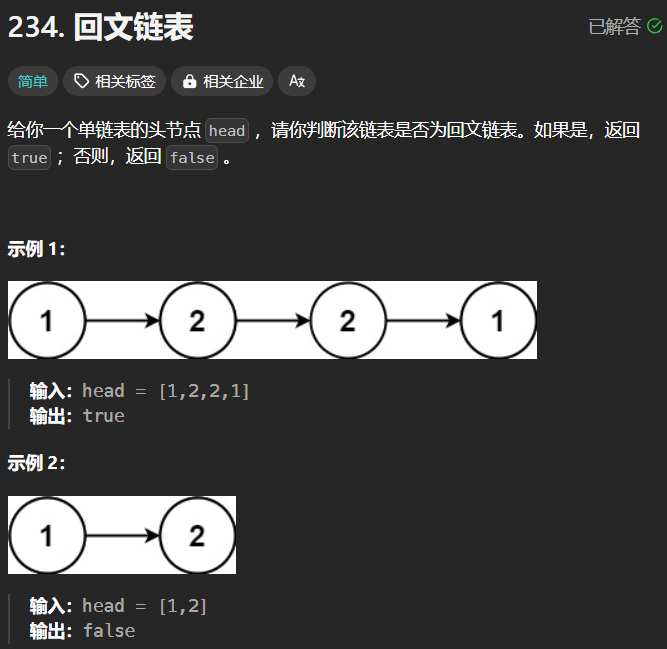 234. 回文链表
已解答
简单 相关标签 相关企业 Ax
给你一个单链表的头节点 head ，请你判断该链表是否为回文链表。如果是，返回
true ；否则，返回 false 。
示例 1：
1 2 2 1
输入：head = [1,2,2,1]
输出：true
示例 2：
1 2
输入：head = [1,2]
输出：false